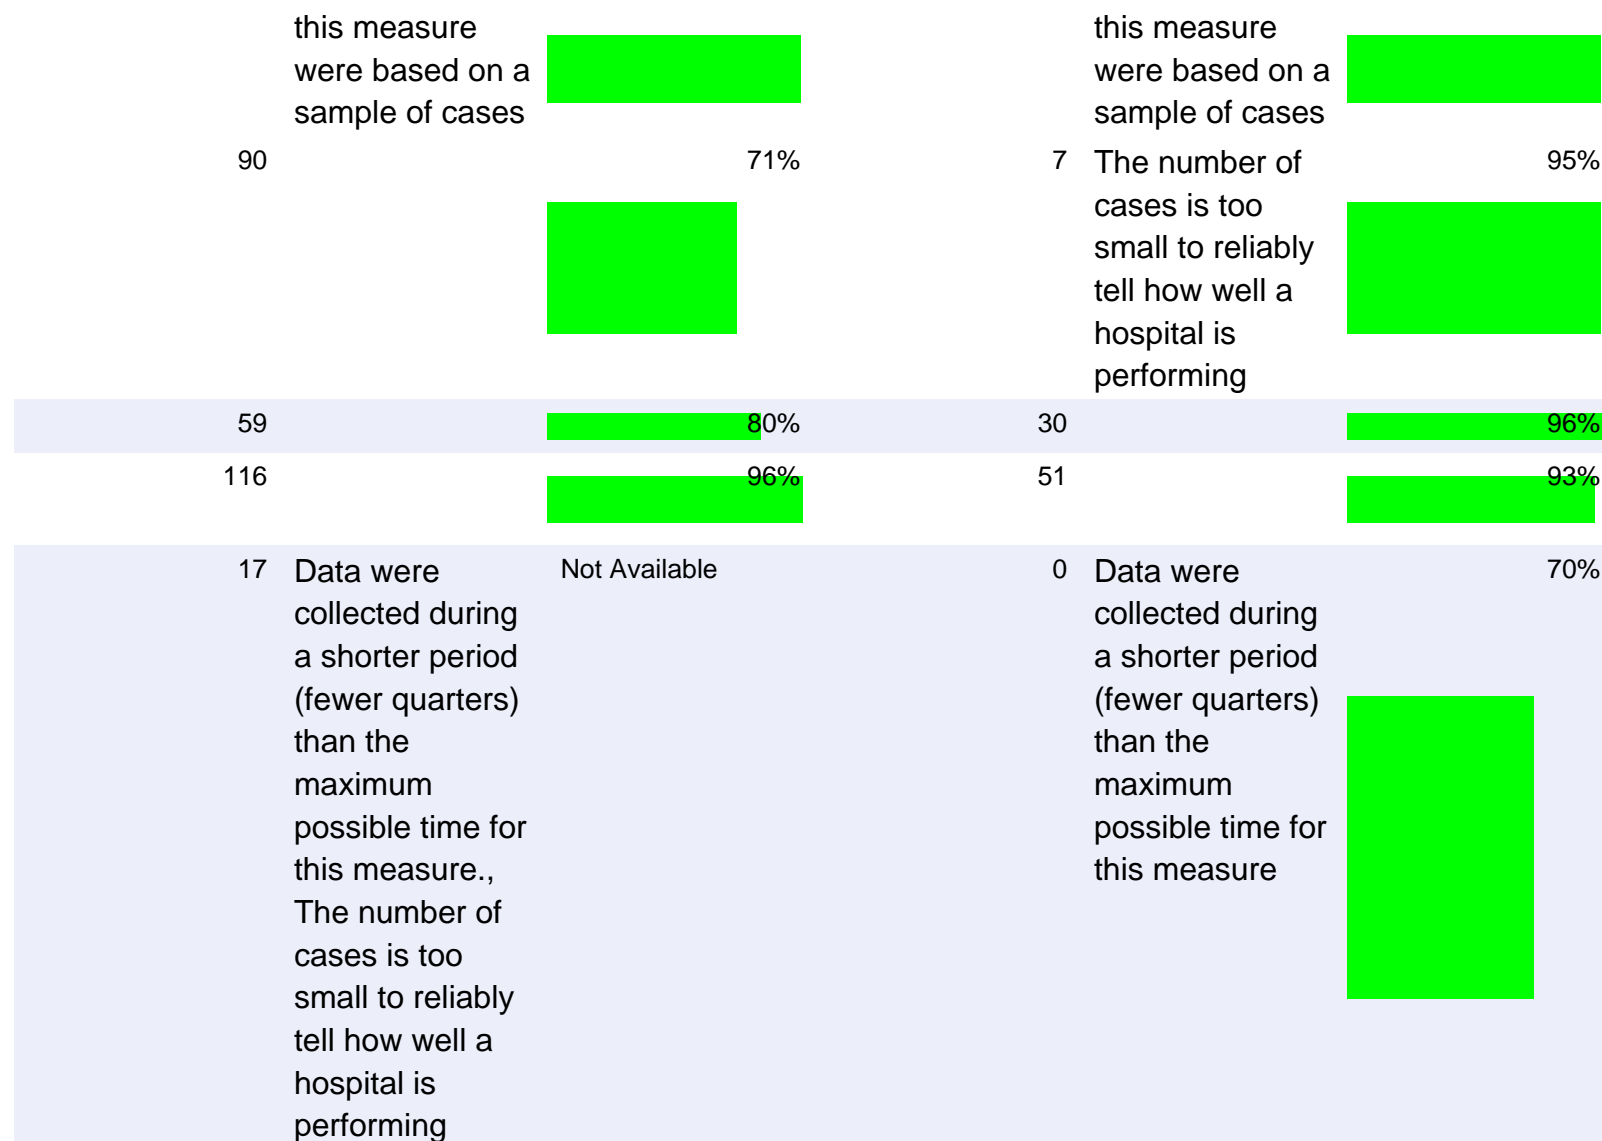 this measure
were based on a
sample of cases
this measure
were based on a
sample of cases
90
71%
7
The number of
cases is too
small to reliably
tell how well a
hospital is
performing
95%
59
80%
30
96%
116
96%
51
93%
17
Data were
collected during
a shorter period
(fewer quarters)
than the
maximum
possible time for
this measure.,
The number of
cases is too
small to reliably
tell how well a
hospital is
performing
Not Available
0
Data were
collected during
a shorter period
(fewer quarters)
than the
maximum
possible time for
this measure
70%